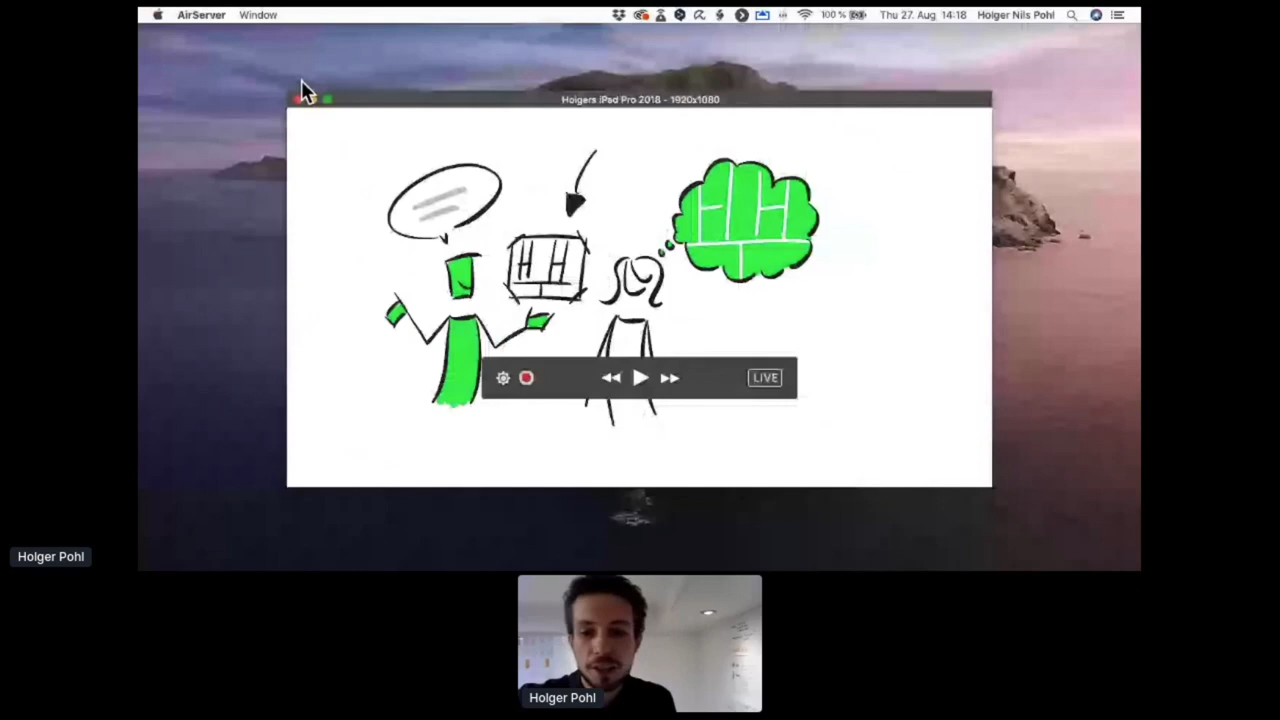 AirServer Window 100 % Thu 27. Aug 14:18 Holger Nils Pohl
Holgers iPad Pro 2018 - 1920x1080
LIVE
Holger Pohl
Holger Pohl